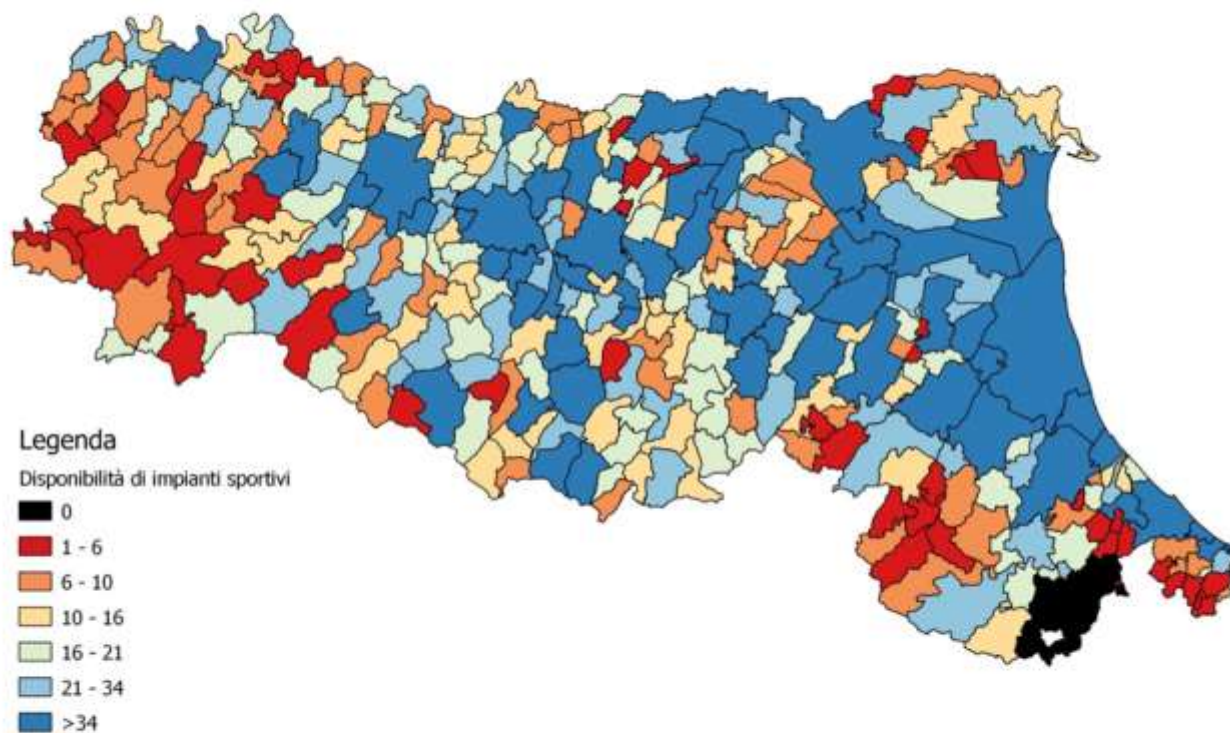 Legenda
Disponibilità di impianti sportivi
0
1 - 6
6 - 10
10 - 16
16 - 21
21 - 34
>34